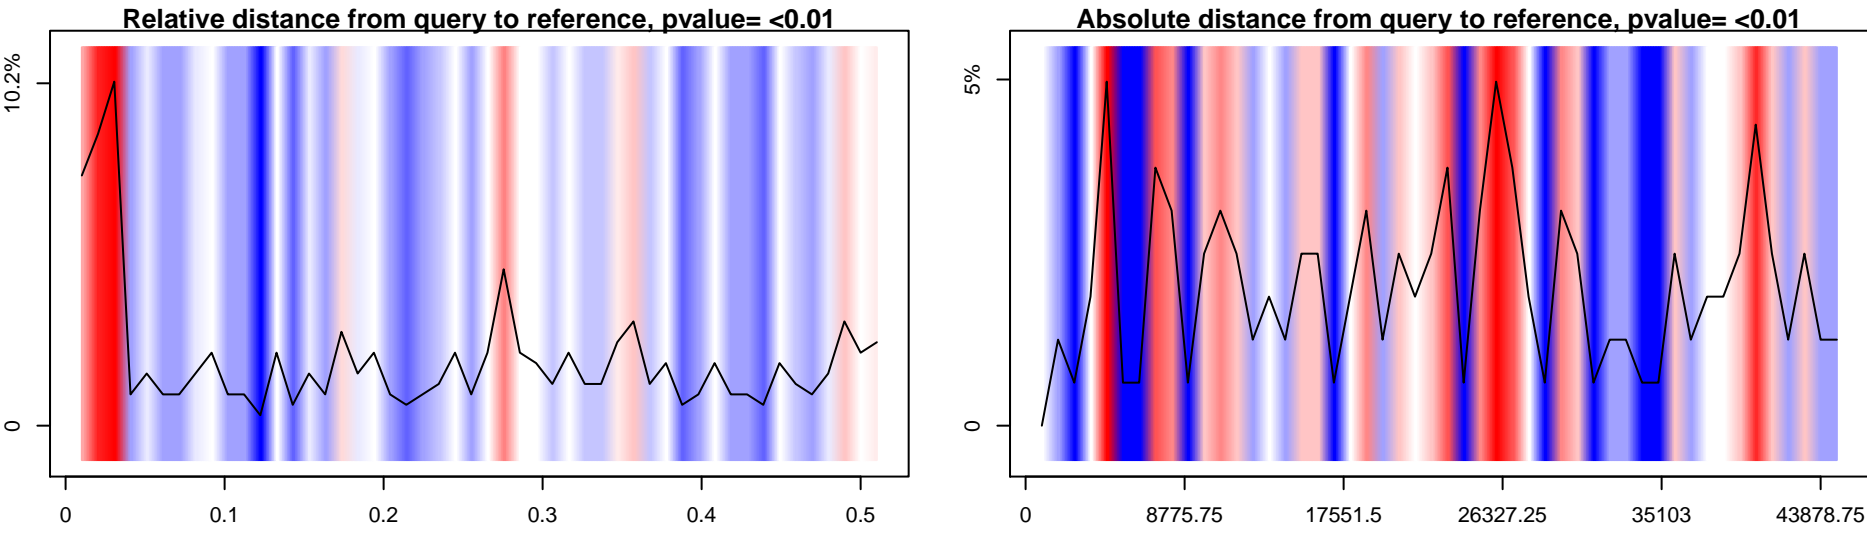 Relative distance from query to reference, pvalue= <0.01
10.2%
0
0 0.1 0.2 0.3 0.4 0.5
Absolute distance from query to reference, pvalue= <0.01
5%
0
0 8775.75 17551.5 26327.25 35103 43878.75